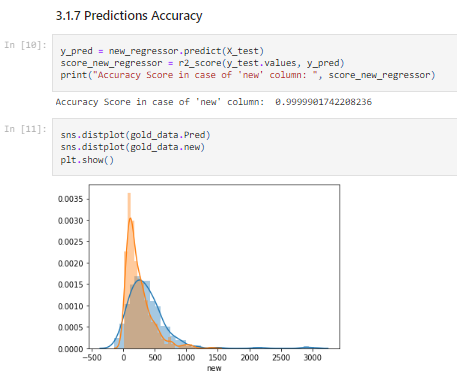 3.1.7 Predictions Accuracy
In [10]:
y_pred = new_regressor.predict(X_test)
score_new_regressor = r2_score(y_test.values, y_pred)
print("Accuracy Score in case of 'new' column: ", score_new_regressor)
Accuracy Score in case of 'new' column:  0.9999901742208236
In [11]:
sns.distplot(gold_data.Pred)
sns.distplot(gold_data.new)
plt.show()
0.0035
0.0030
0.0025
0.0020
0.0015
0.0010
0.0005
0.0000
−500 0 500 1000 1500 2000 2500 3000
new